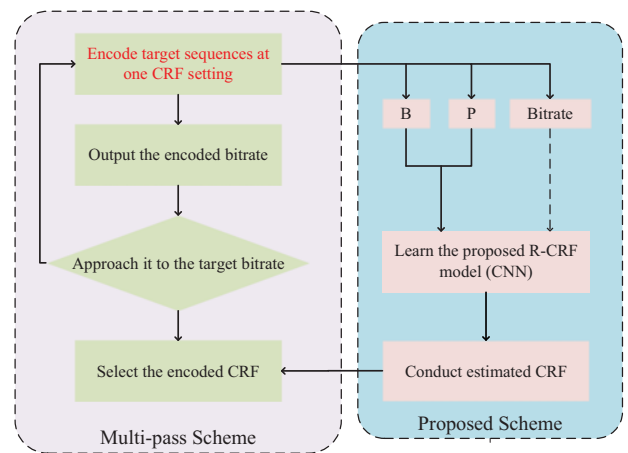 Encode target sequences at
one CRF setting
B
P
Bitrate
Output the encoded bitrate
Approach it to the target bitrate
Learn the proposed R-CRF
model (CNN)
Select the encoded CRF
Conduct estimated CRF
Multi-pass Scheme
Proposed Scheme